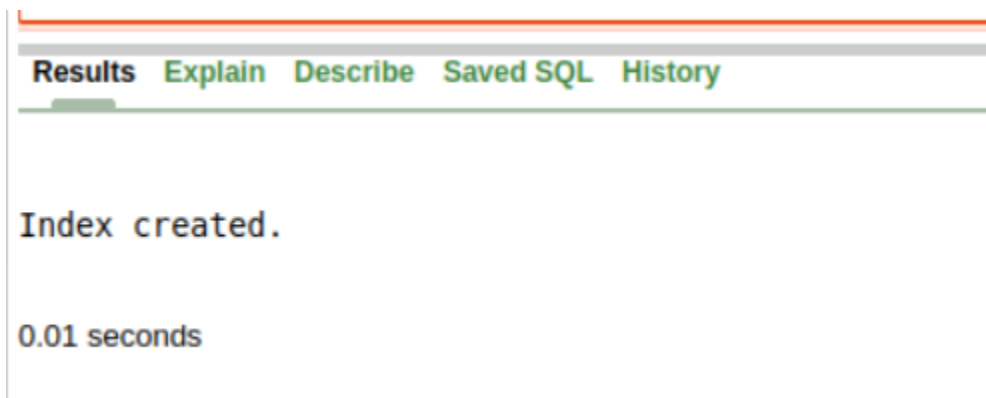 Results Explain Describe Saved SQL History
Index created.
0.01 seconds